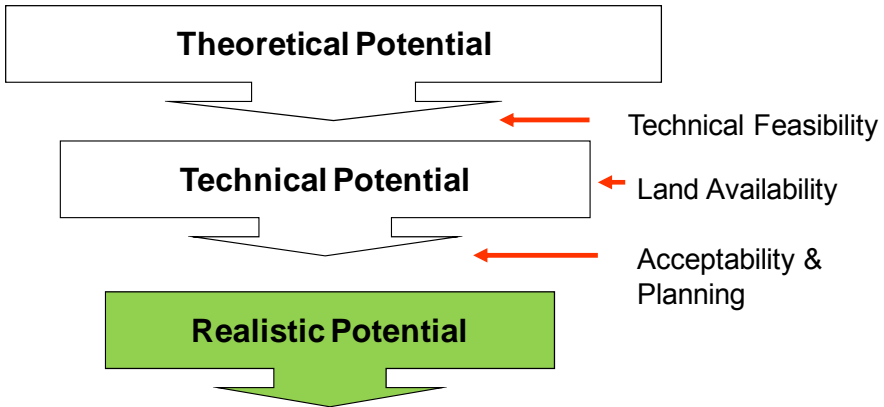 Theoretical Potential
Technical Feasibility
Technical Potential
Land Availability
Acceptability &
Planning
Realistic Potential